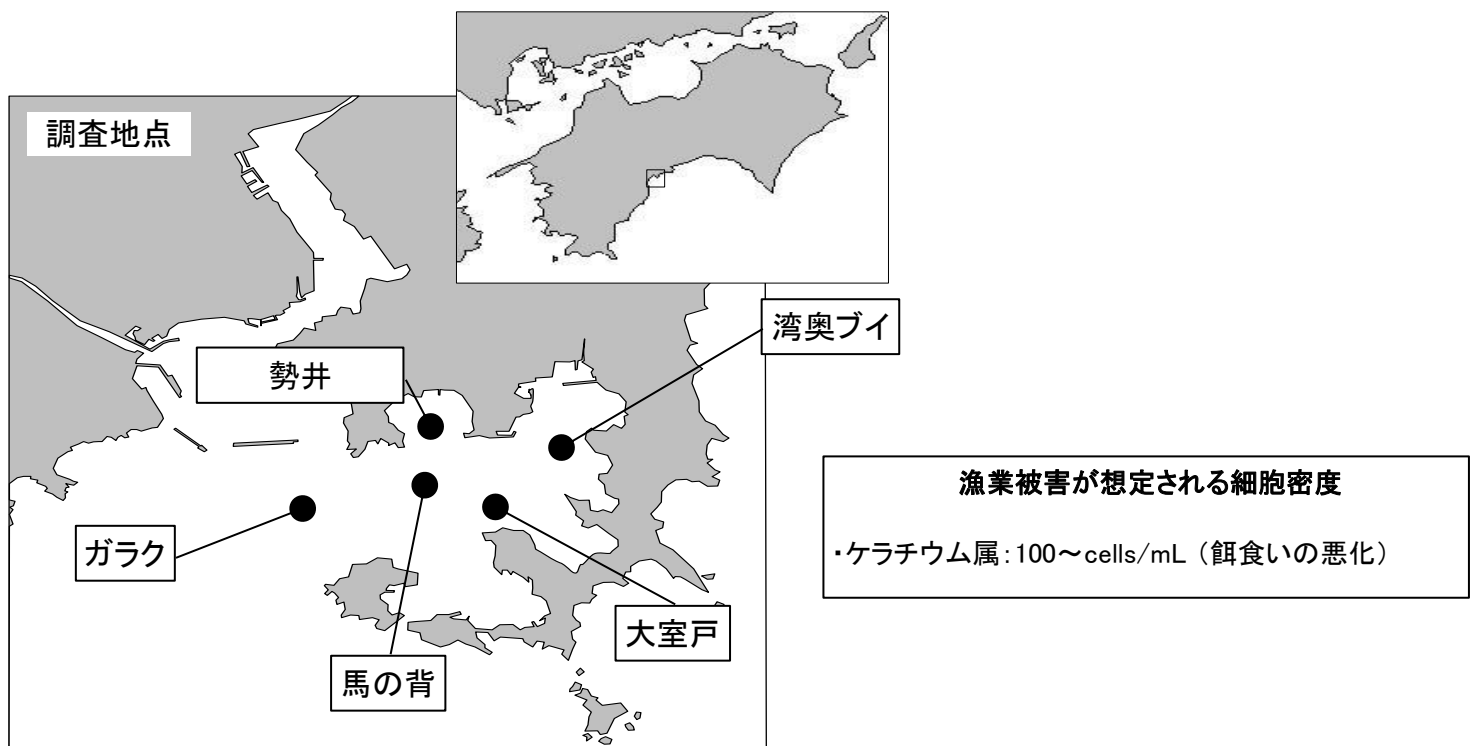 調査地点
湾奥ブイ
勢井
ガラク
馬の背
大室戸
漁業被害が想定される細胞密度
・ケラチウム属：100～cells/mL（餌食いの悪化）